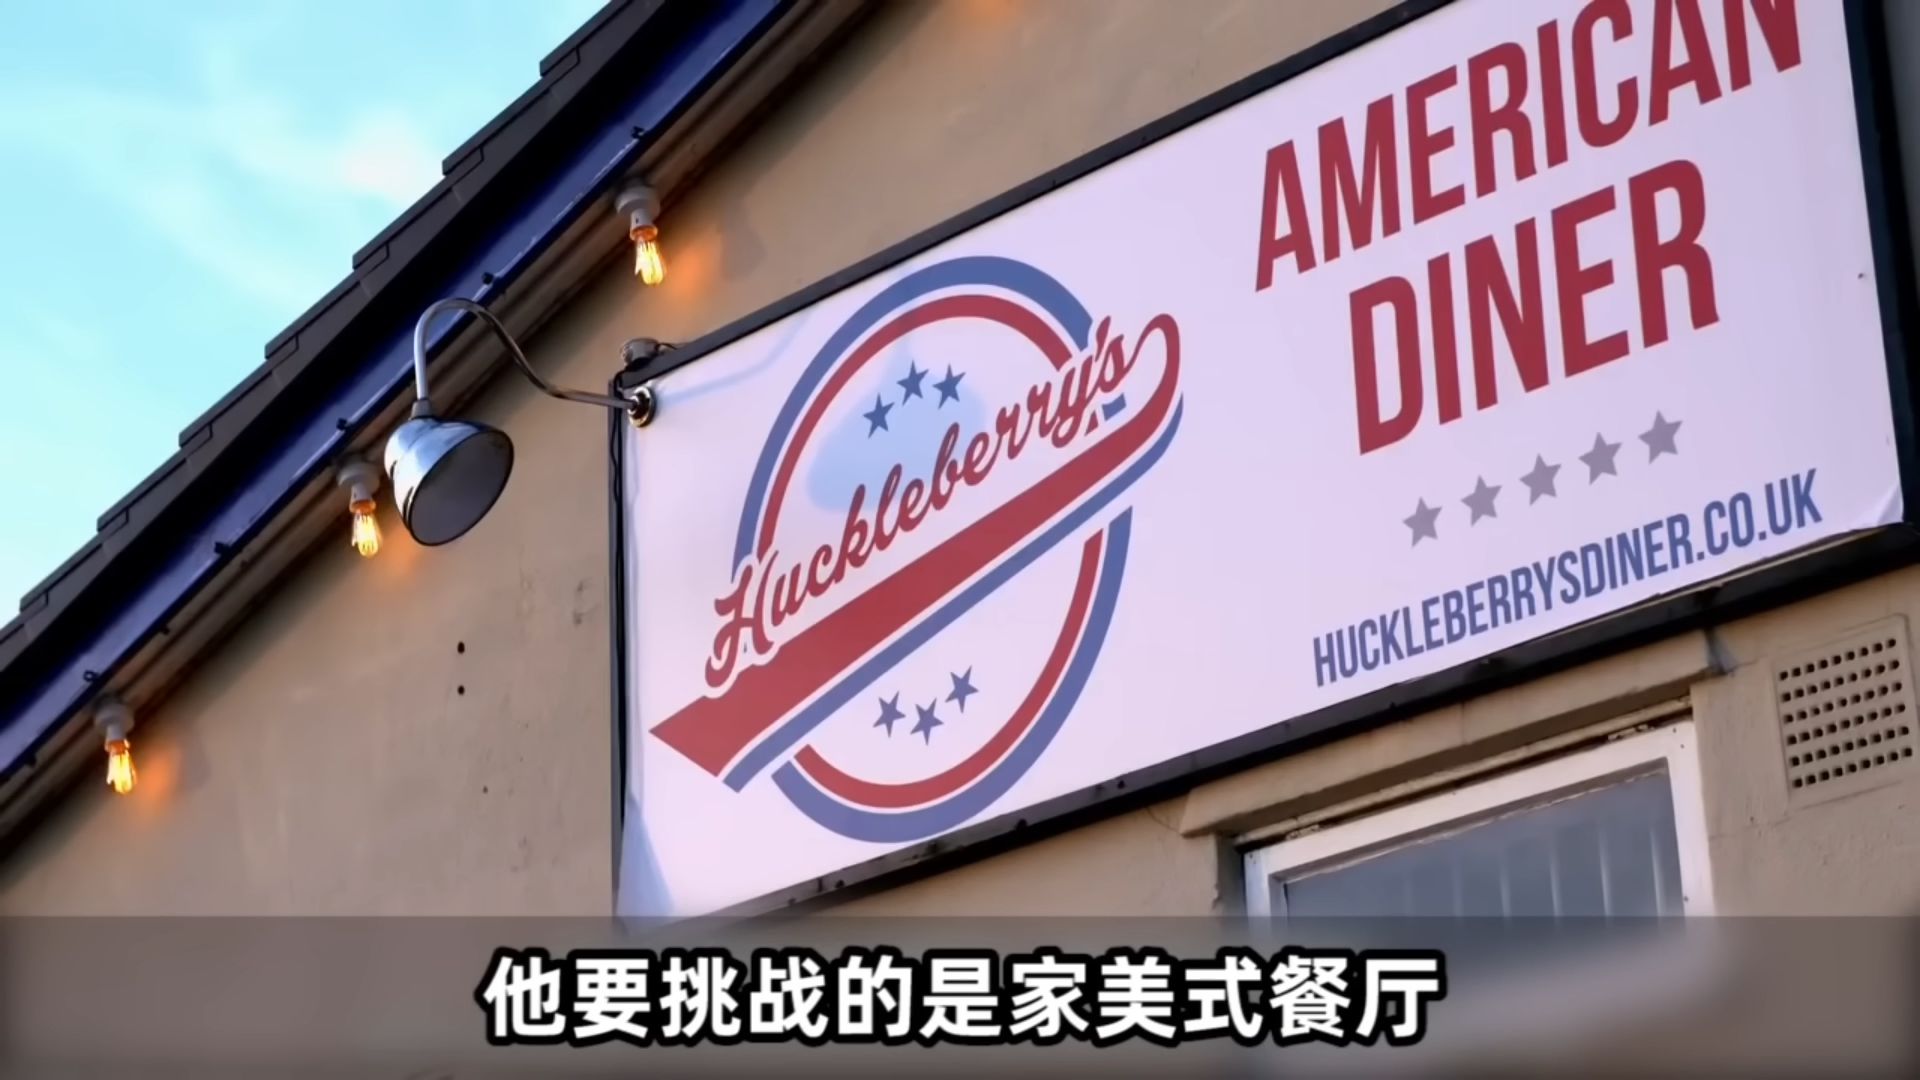 AMERICAN
DINER
Huckleberry's
HUCKLEBERRYSDINER.CO.UK
他要挑战的是家美式餐厅